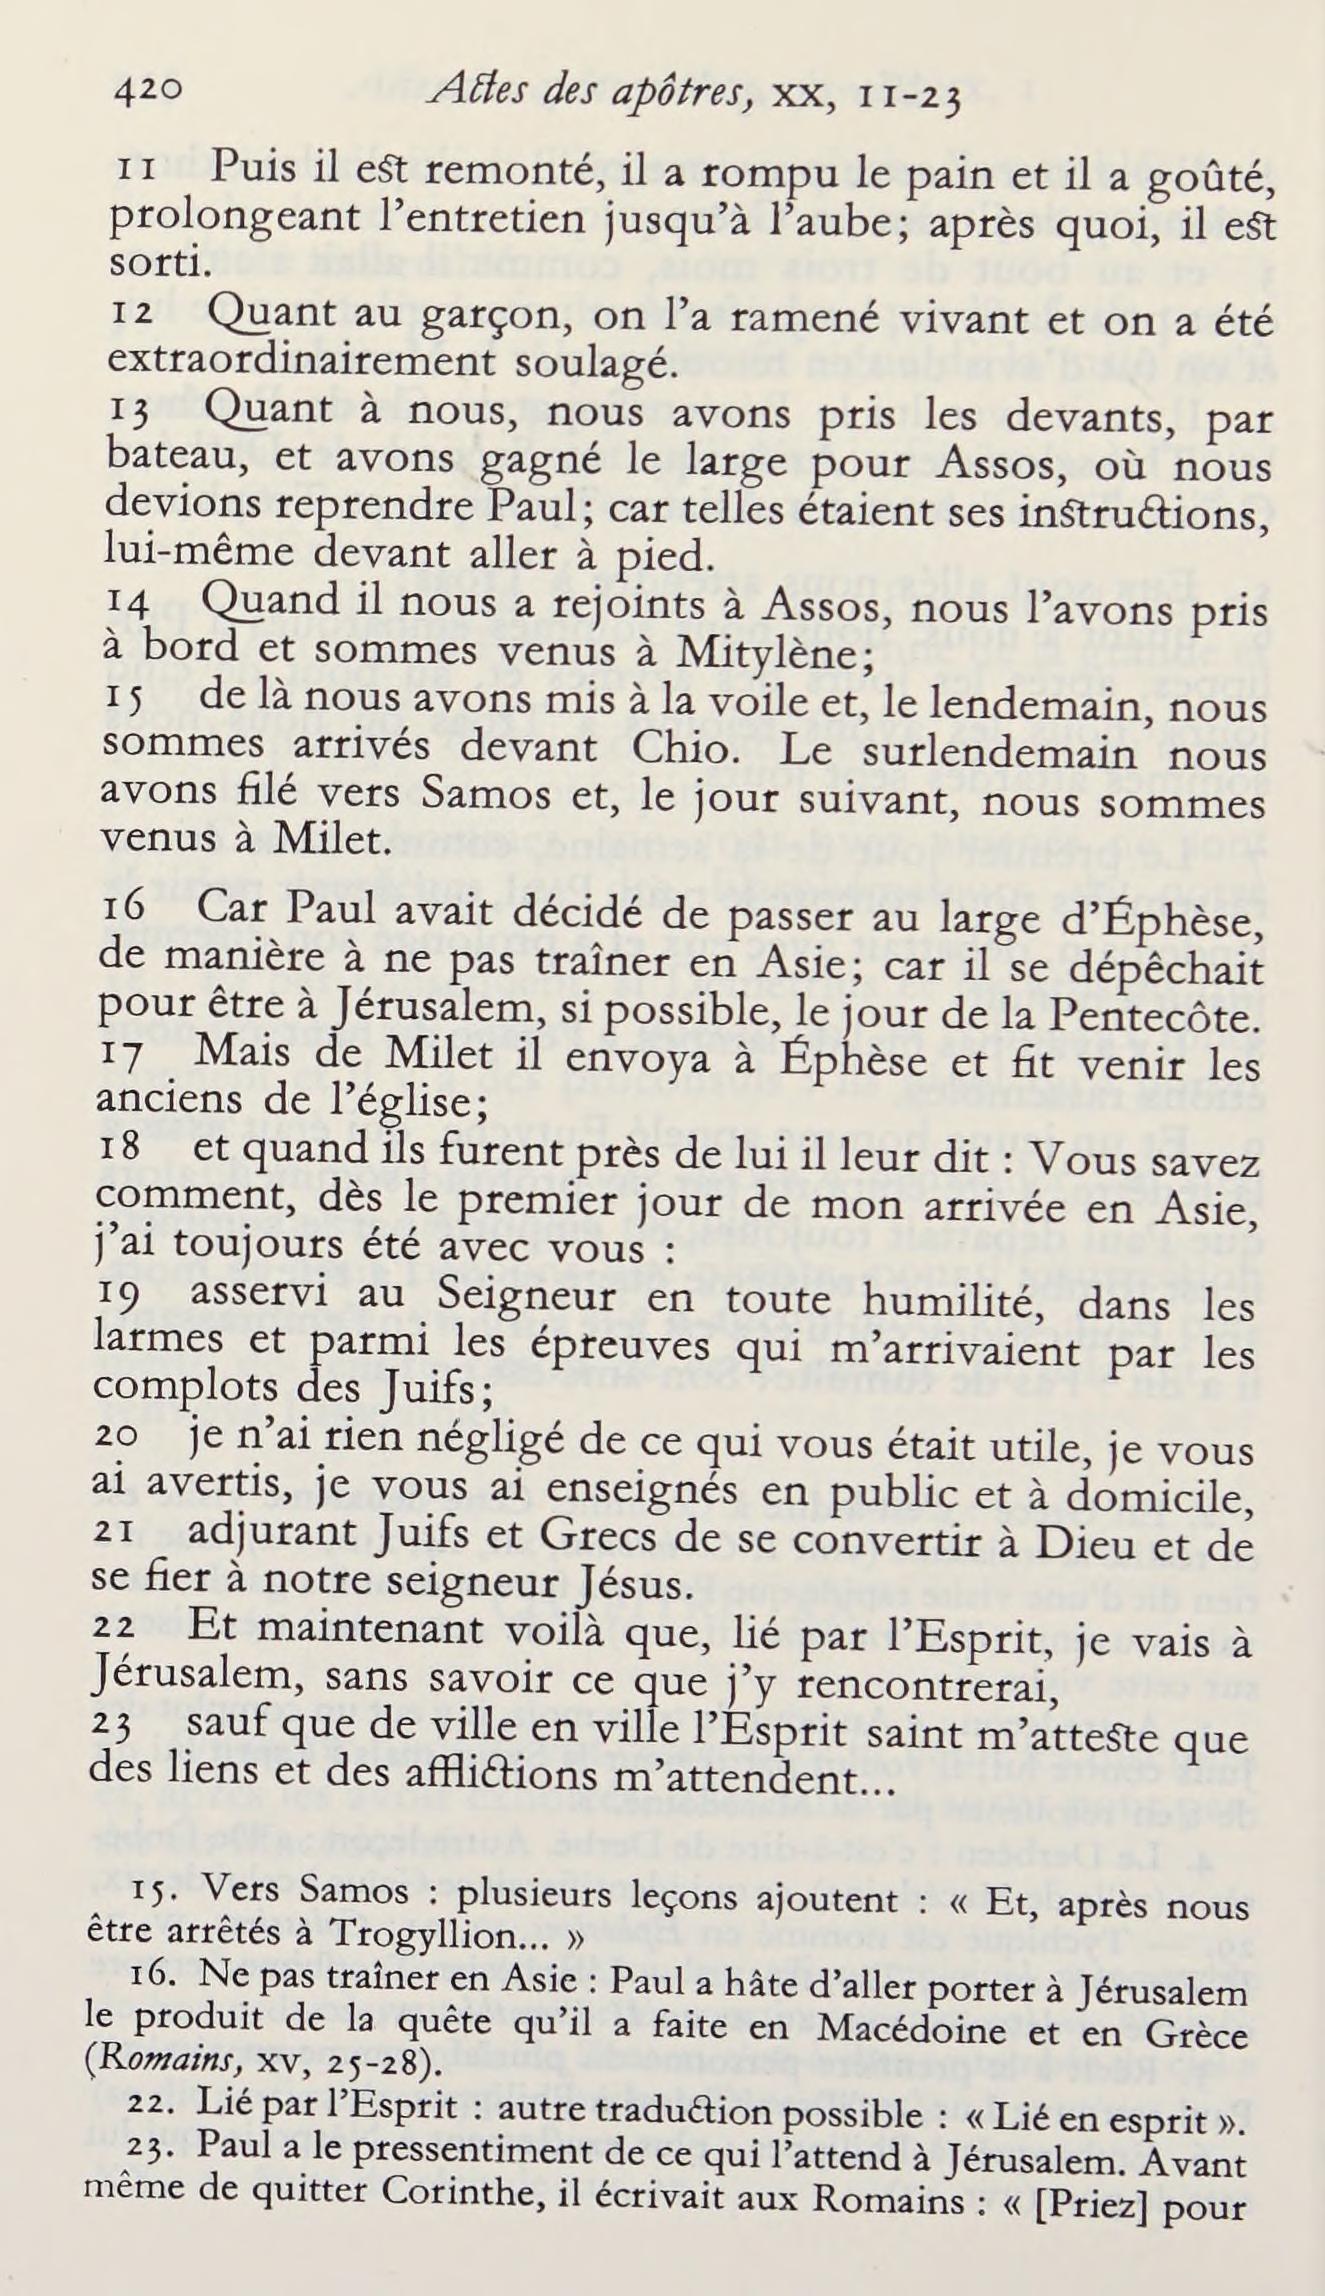 420 Actes des apôtres, XX, 11-23
11 Puis il est remonté, il a rompu le pain et il a goûté,
prolongeant l’entretien jusqu’à l’aube; après quoi, il est
sorti.
12 Quant au garçon, on l’a ramené vivant et on a été
extraordinairement soulagé.
13 Quant à nous, nous avons pris les devants, par
bateau, et avons gagné le large pour Assos, où nous
devions reprendre Paul; car telles étaient ses instructions,
lui-même devant aller à pied.
14 Quand il nous a rejoints à Assos, nous l’avons pris
à bord et sommes venus à Mitylène;
15 de là nous avons mis à la voile et, le lendemain, nous
sommes arrivés devant Chio. Le surlendemain nous
avons filé vers Samos et, le jour suivant, nous sommes
venus à Milet.
16 Car Paul avait décidé de passer au large d’Éphèse,
de manière à ne pas traîner en Asie; car il se dépêchait
pour être à Jérusalem, si possible, le jour de la Pentecôte.
17 Mais de Milet il envoya à Éphèse et fit venir les
anciens de l’église;
18 et quand ils furent près de lui il leur dit : Vous savez
comment, dès le premier jour de mon arrivée en Asie,
j’ai toujours été avec vous :
19 asservi au Seigneur en toute humilité, dans les
larmes et parmi les épreuves qui m’arrivaient par les
complots des Juifs;
20 je n’ai rien négligé de ce qui vous était utile, je vous
ai avertis, je vous ai enseignés en public et à domicile,
21 adjurant Juifs et Grecs de se convertir à Dieu et de
se fier à notre seigneur Jésus.
22 Et maintenant voilà que, lié par l’Esprit, je vais à
Jérusalem, sans savoir ce que j’y rencontrerai,
23 sauf que de ville en ville l’Esprit saint m’atteste que
des liens et des afflictions m’attendent...
15. Vers Samos : plusieurs leçons ajoutent : « Et, après nous
être arrêtés à Trogyllion... »
16. Ne pas traîner en Asie : Paul a hâte d’aller porter à Jérusalem
le produit de la quête qu’il a faite en Macédoine et en Grèce
(Romains, XV, 25-28).
22. Lié par l’Esprit : autre traduction possible : « Lié en esprit ».
23. Paul a le pressentiment de ce qui l’attend à Jérusalem. Avant
même de quitter Corinthe, il écrivait aux Romains : « [Priez] pour